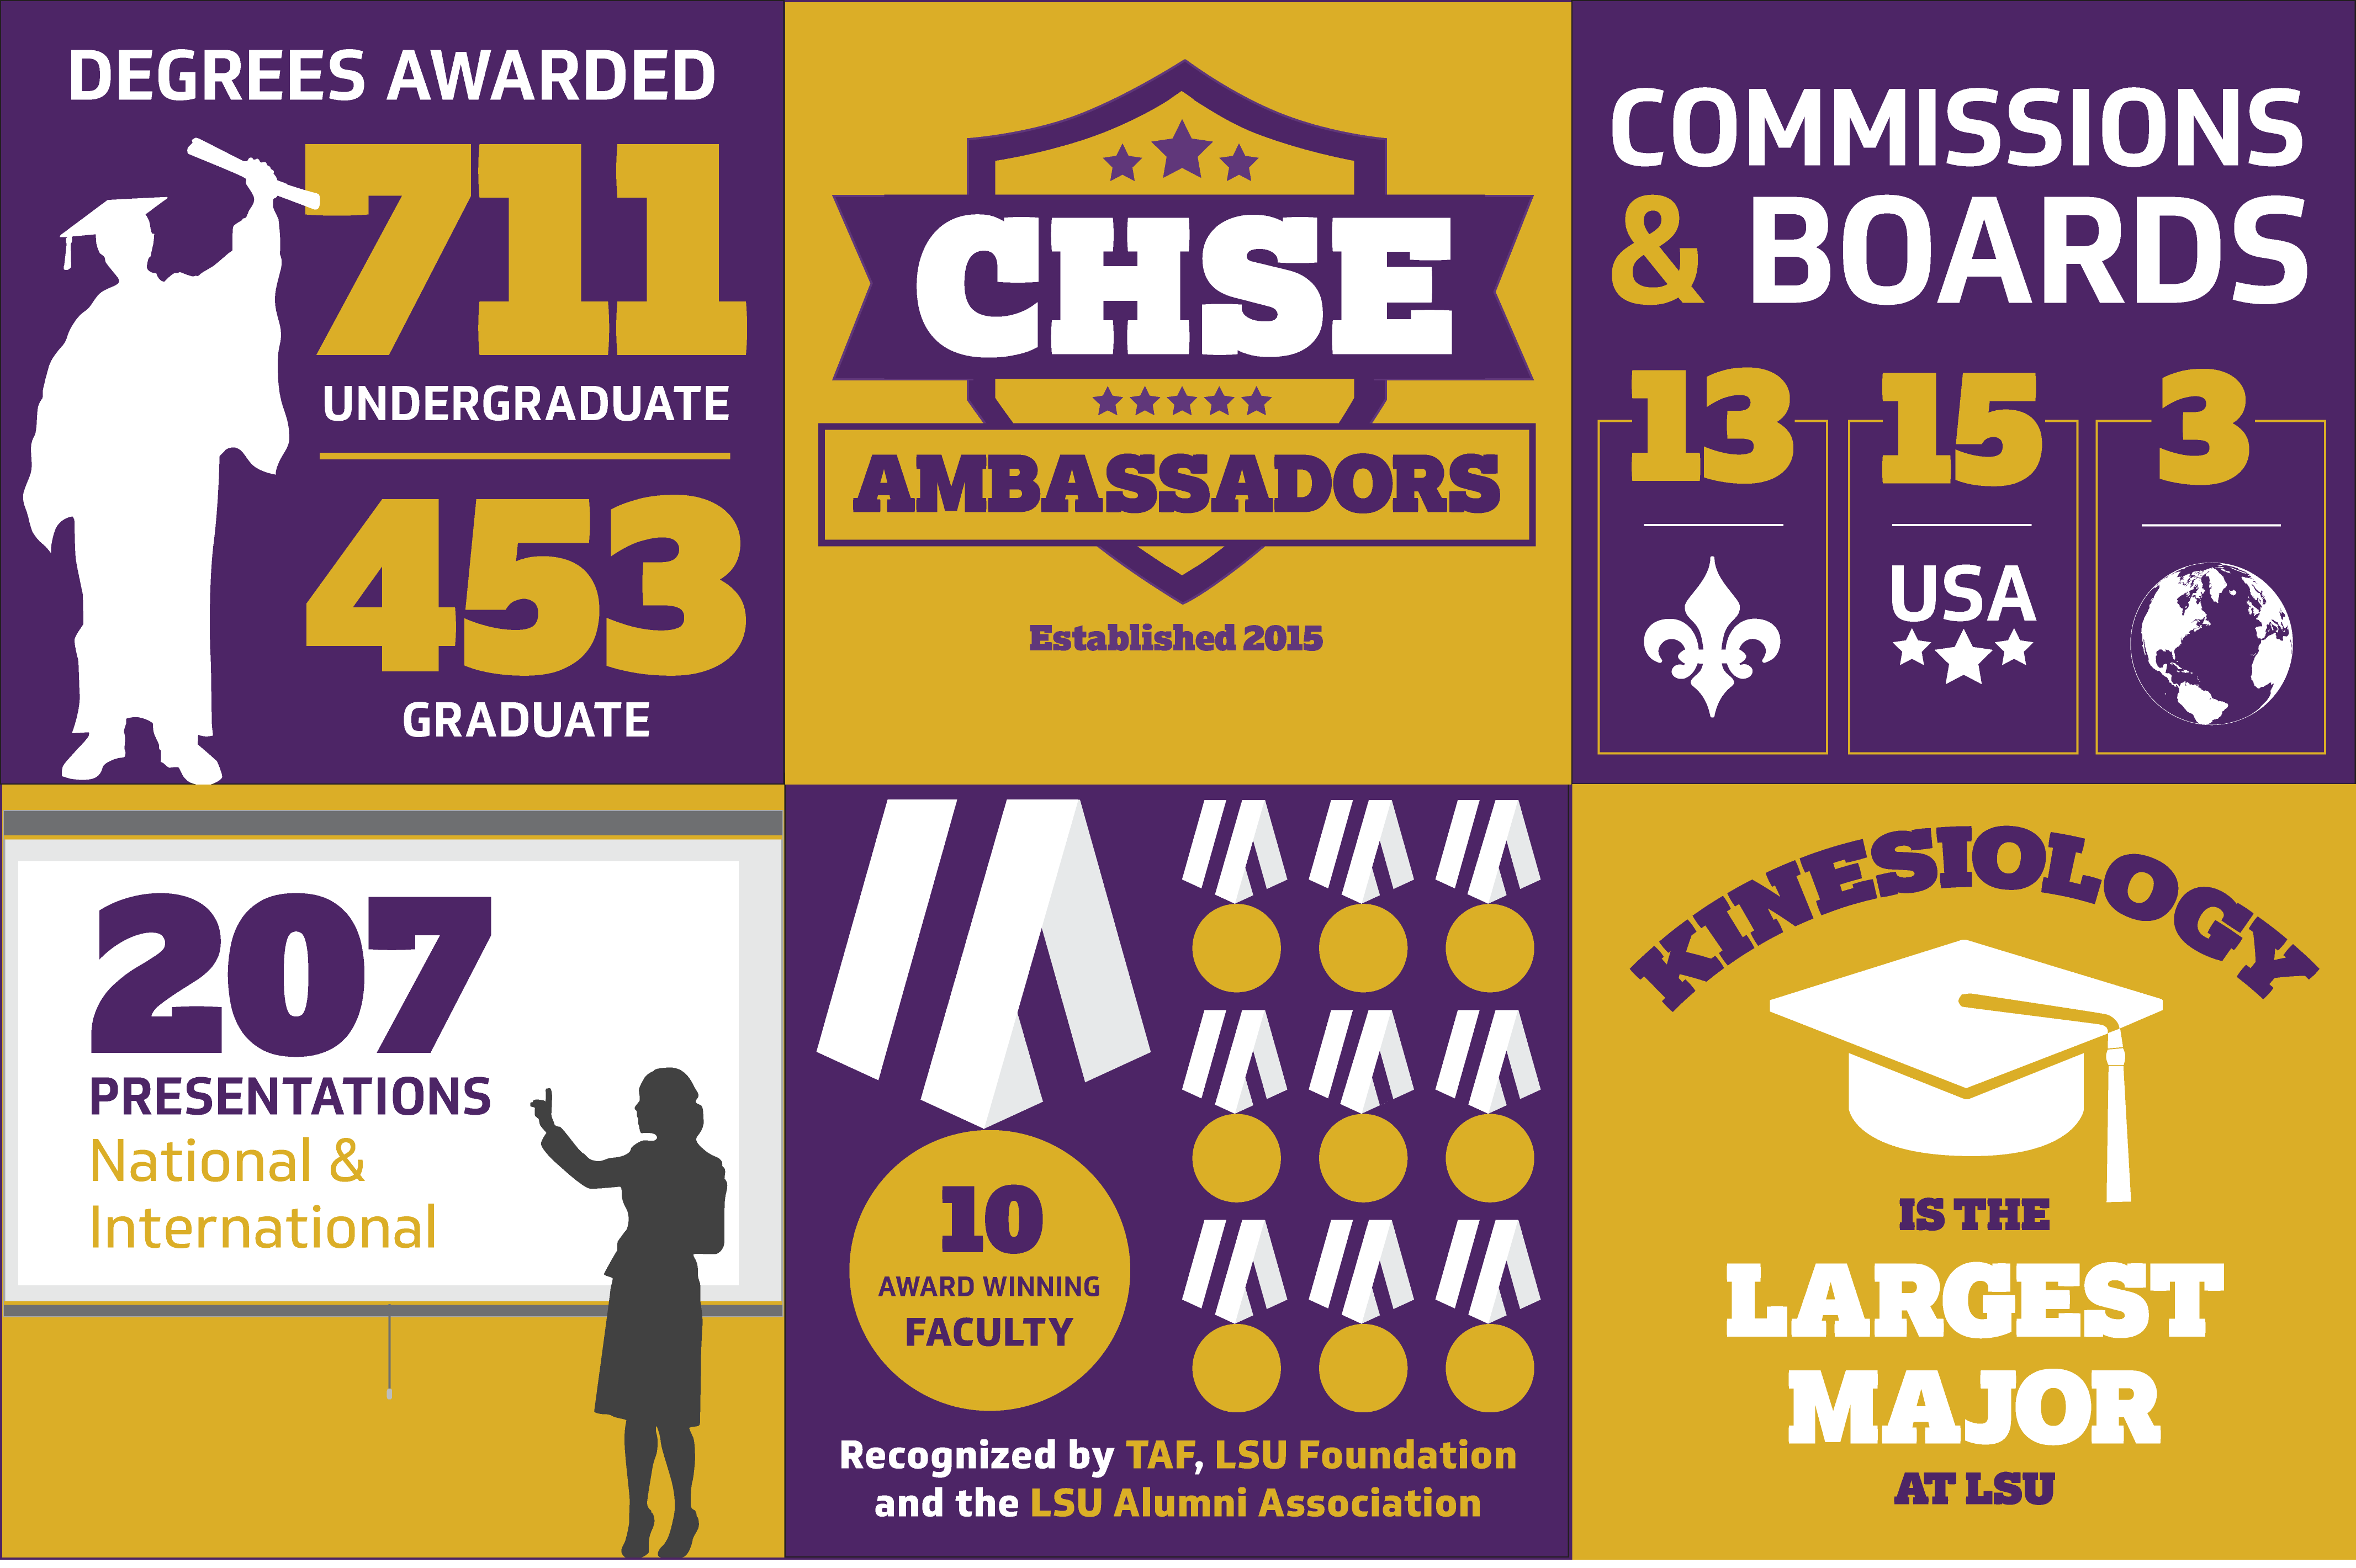 DEGREES AWARDED
711
UNDERGRADUATE
453
GRADUATE
CHSE
AMBASSADORS
Established 2015
COMMISSIONS
& BOARDS
13
15
USA
3
207
PRESENTATIONS
National &
International
10
AWARD WINNING
FACULTY
Recognized by TAF, LSU Foundation
and the LSU Alumni Association
KINESIOLOGY
IS THE
LARGEST
MAJOR
AT LSU